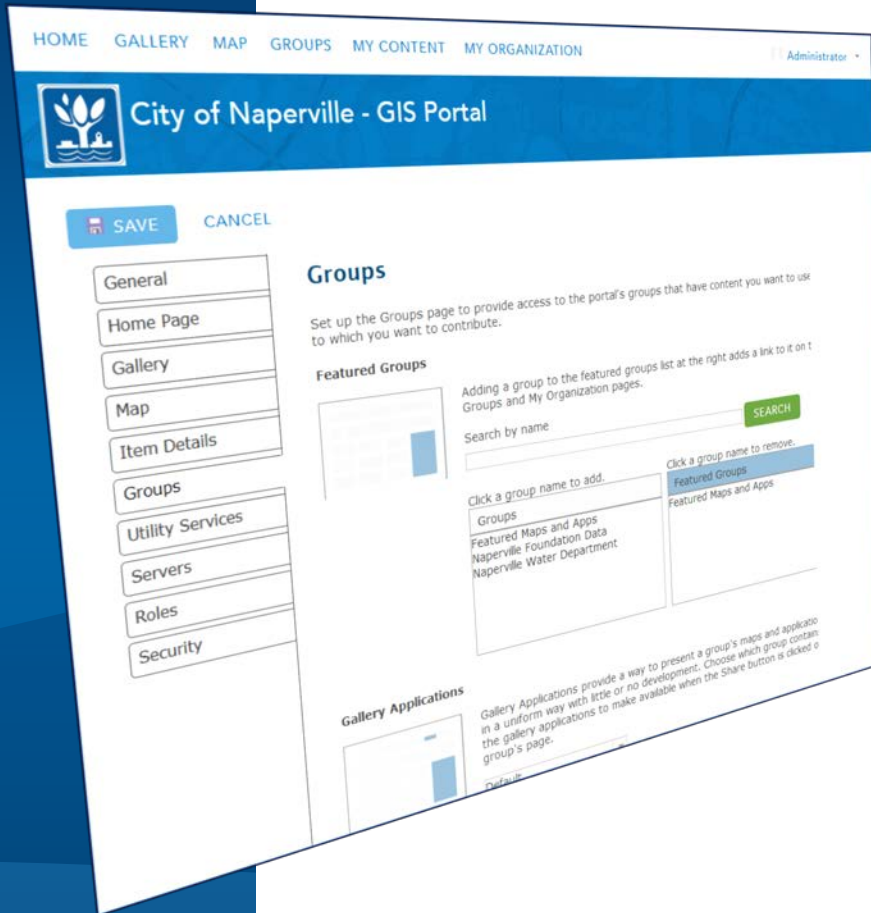 HOME GALLERY MAP GROUPS MY CONTENT MY ORGANIZATION
Administrator
City of Naperville - GIS Portal
SAVE CANCEL
General
Home Page
Gallery
Map
Item Details
Groups
Utility Services
Servers
Roles
Security
Groups
Set up the Groups page to provide access to the portal's groups that have content you want to use
to which you want to contribute.
Featured Groups
Adding a group to the featured groups list at the right adds a link to it on t
Groups and My Organization pages.
Search by name
SEARCH
Click a group name to add.
Groups
Featured Maps and Apps
Naperville Foundation Data
Naperville Water Department
Click a group name to remove.
Featured Groups
Featured Maps and Apps
Gallery Applications
Gallery Applications provide a way to present a group's maps and applicatio
in a uniform way with little or no development. Choose which group contain
the gallery applications to make available when the Share button is clicked o
group's page.
Default